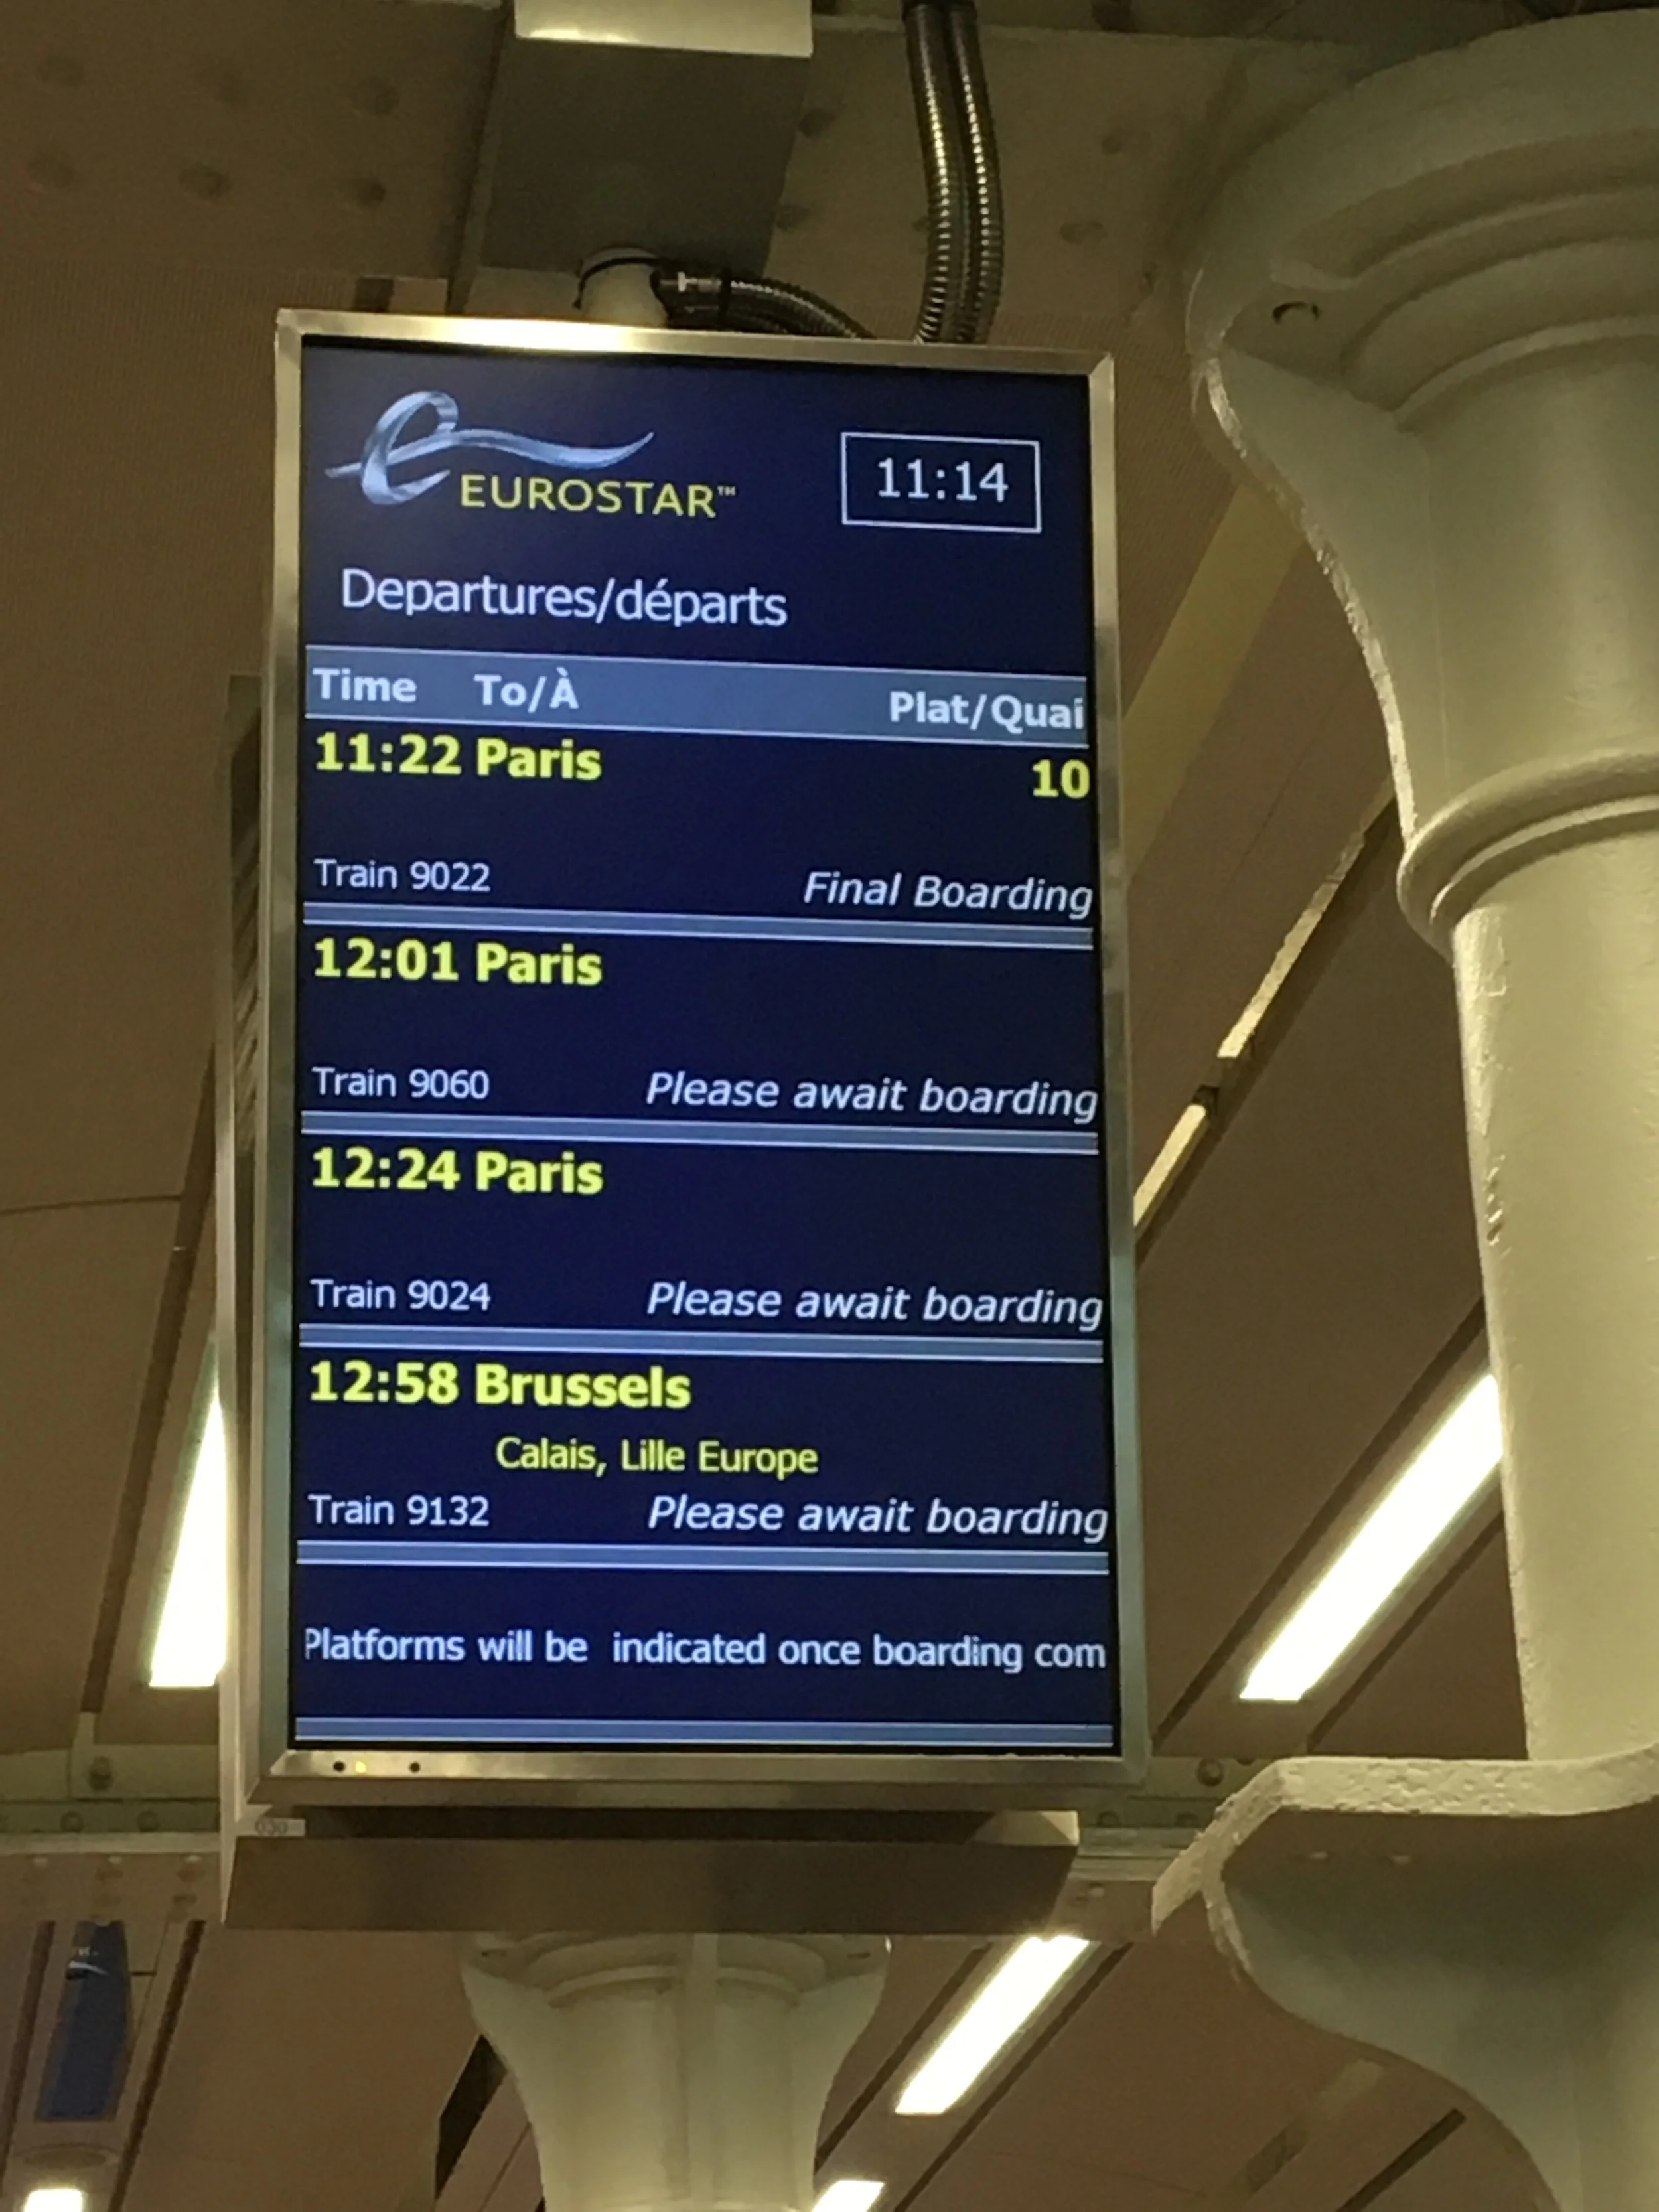 EUROSTAR™
11:14
Departures/départs
Time To/À Plat/Quai
11:22 Paris 10
Train 9022 Final Boarding
12:01 Paris
Train 9060 Please await boarding
12:24 Paris
Train 9024 Please await boarding
12:58 Brussels
Calais, Lille Europe
Train 9132 Please await boarding
Platforms will be indicated once boarding com